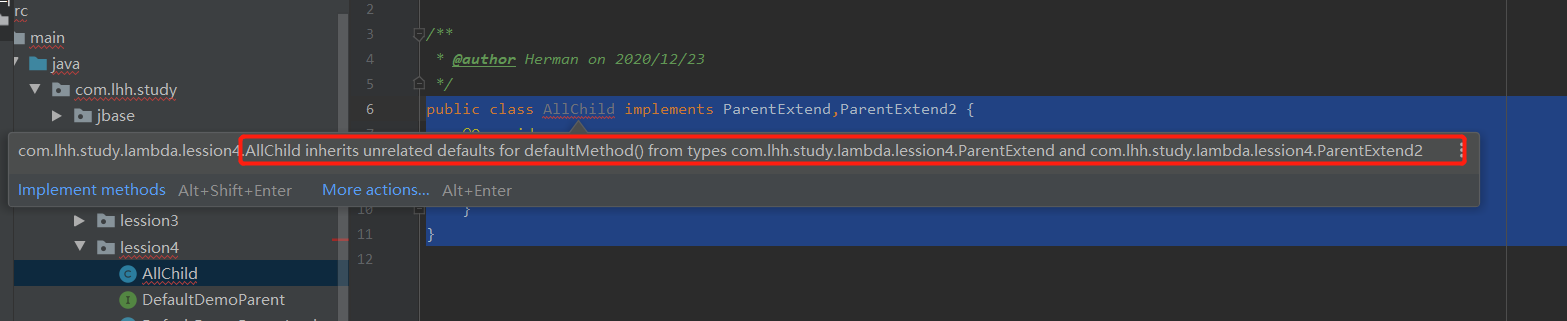 rc
main
java
com.lhh.study
jbase
2
3 /**
4 * @author Herman on 2020/12/23
5 */
6 public class AllChild implements ParentExtend,ParentExtend2 {
com.lhh.study.lambda.lession4.AllChild inherits unrelated defaults for defaultMethod() from types com.lhh.study.lambda.lession4.ParentExtend and com.lhh.study.lambda.lession4.ParentExtend2
Implement methods Alt+Shift+Enter More actions... Alt+Enter
10 }
11 }
12
lession3
lession4
AllChild
DefaultDemoParent